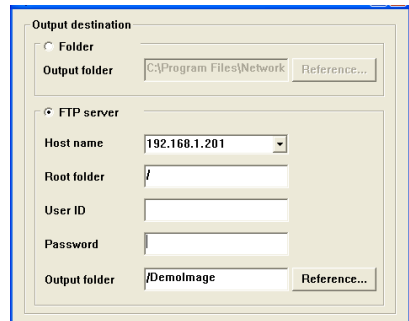 Output destination
Folder
Output folder C:\Program Files\Network Reference...
FTP server
Host name 192.168.1.201
Root folder /
User ID
Password
Output folder /DemoImage Reference...